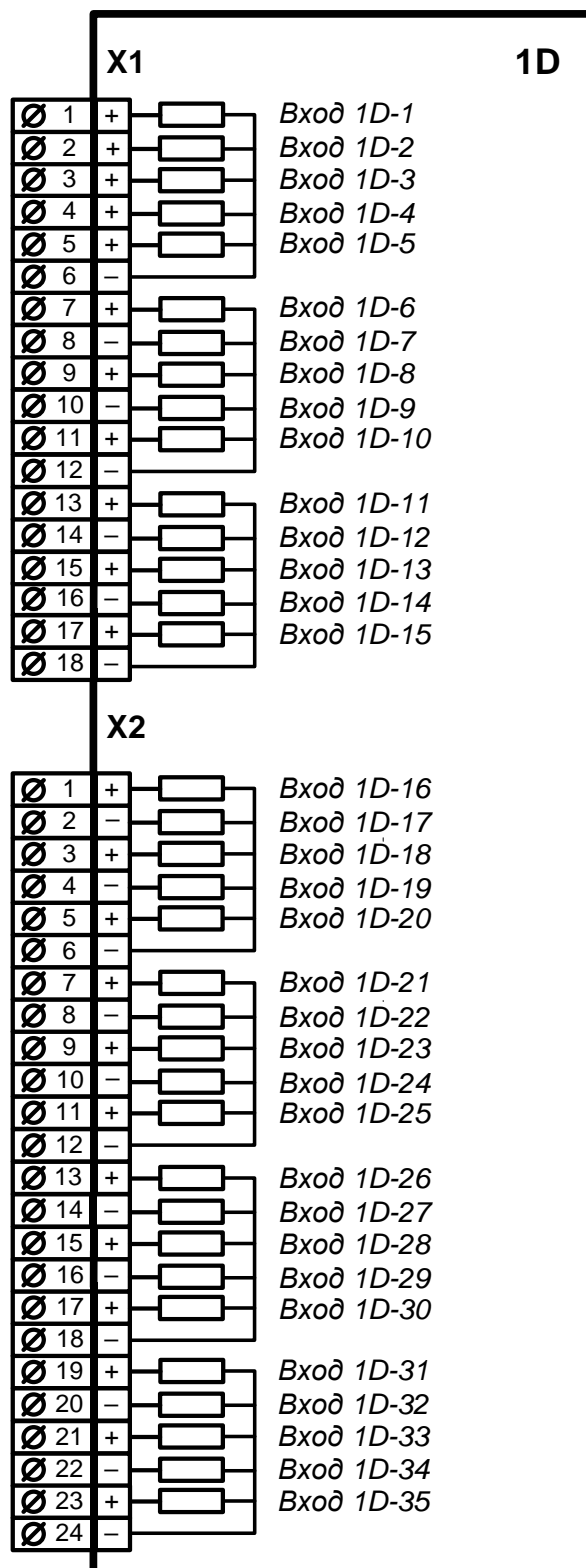 X1 1D
1 + Вход 1D-1
2 + Вход 1D-2
3 + Вход 1D-3
4 + Вход 1D-4
5 + Вход 1D-5
6 –
7 + Вход 1D-6
8 – Вход 1D-7
9 + Вход 1D-8
10 – Вход 1D-9
11 + Вход 1D-10
12 –
13 + Вход 1D-11
14 – Вход 1D-12
15 + Вход 1D-13
16 – Вход 1D-14
17 + Вход 1D-15
18 –
X2
1 + Вход 1D-16
2 – Вход 1D-17
3 + Вход 1D-18
4 – Вход 1D-19
5 + Вход 1D-20
6 –
7 + Вход 1D-21
8 – Вход 1D-22
9 + Вход 1D-23
10 – Вход 1D-24
11 + Вход 1D-25
12 –
13 + Вход 1D-26
14 – Вход 1D-27
15 + Вход 1D-28
16 – Вход 1D-29
17 + Вход 1D-30
18 –
19 + Вход 1D-31
20 – Вход 1D-32
21 + Вход 1D-33
22 – Вход 1D-34
23 + Вход 1D-35
24 –